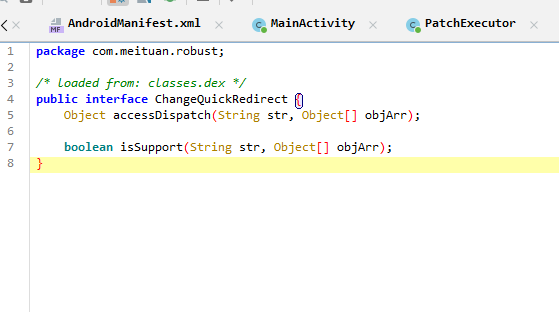 AndroidManifest.xml MainActivity PatchExecutor
1 package com.meituan.robust;
2
3 /* loaded from: classes.dex */
4 public interface ChangeQuickRedirect {
5 Object accessDispatch(String str, Object[] objArr);
6
7 boolean isSupport(String str, Object[] objArr);
8 }